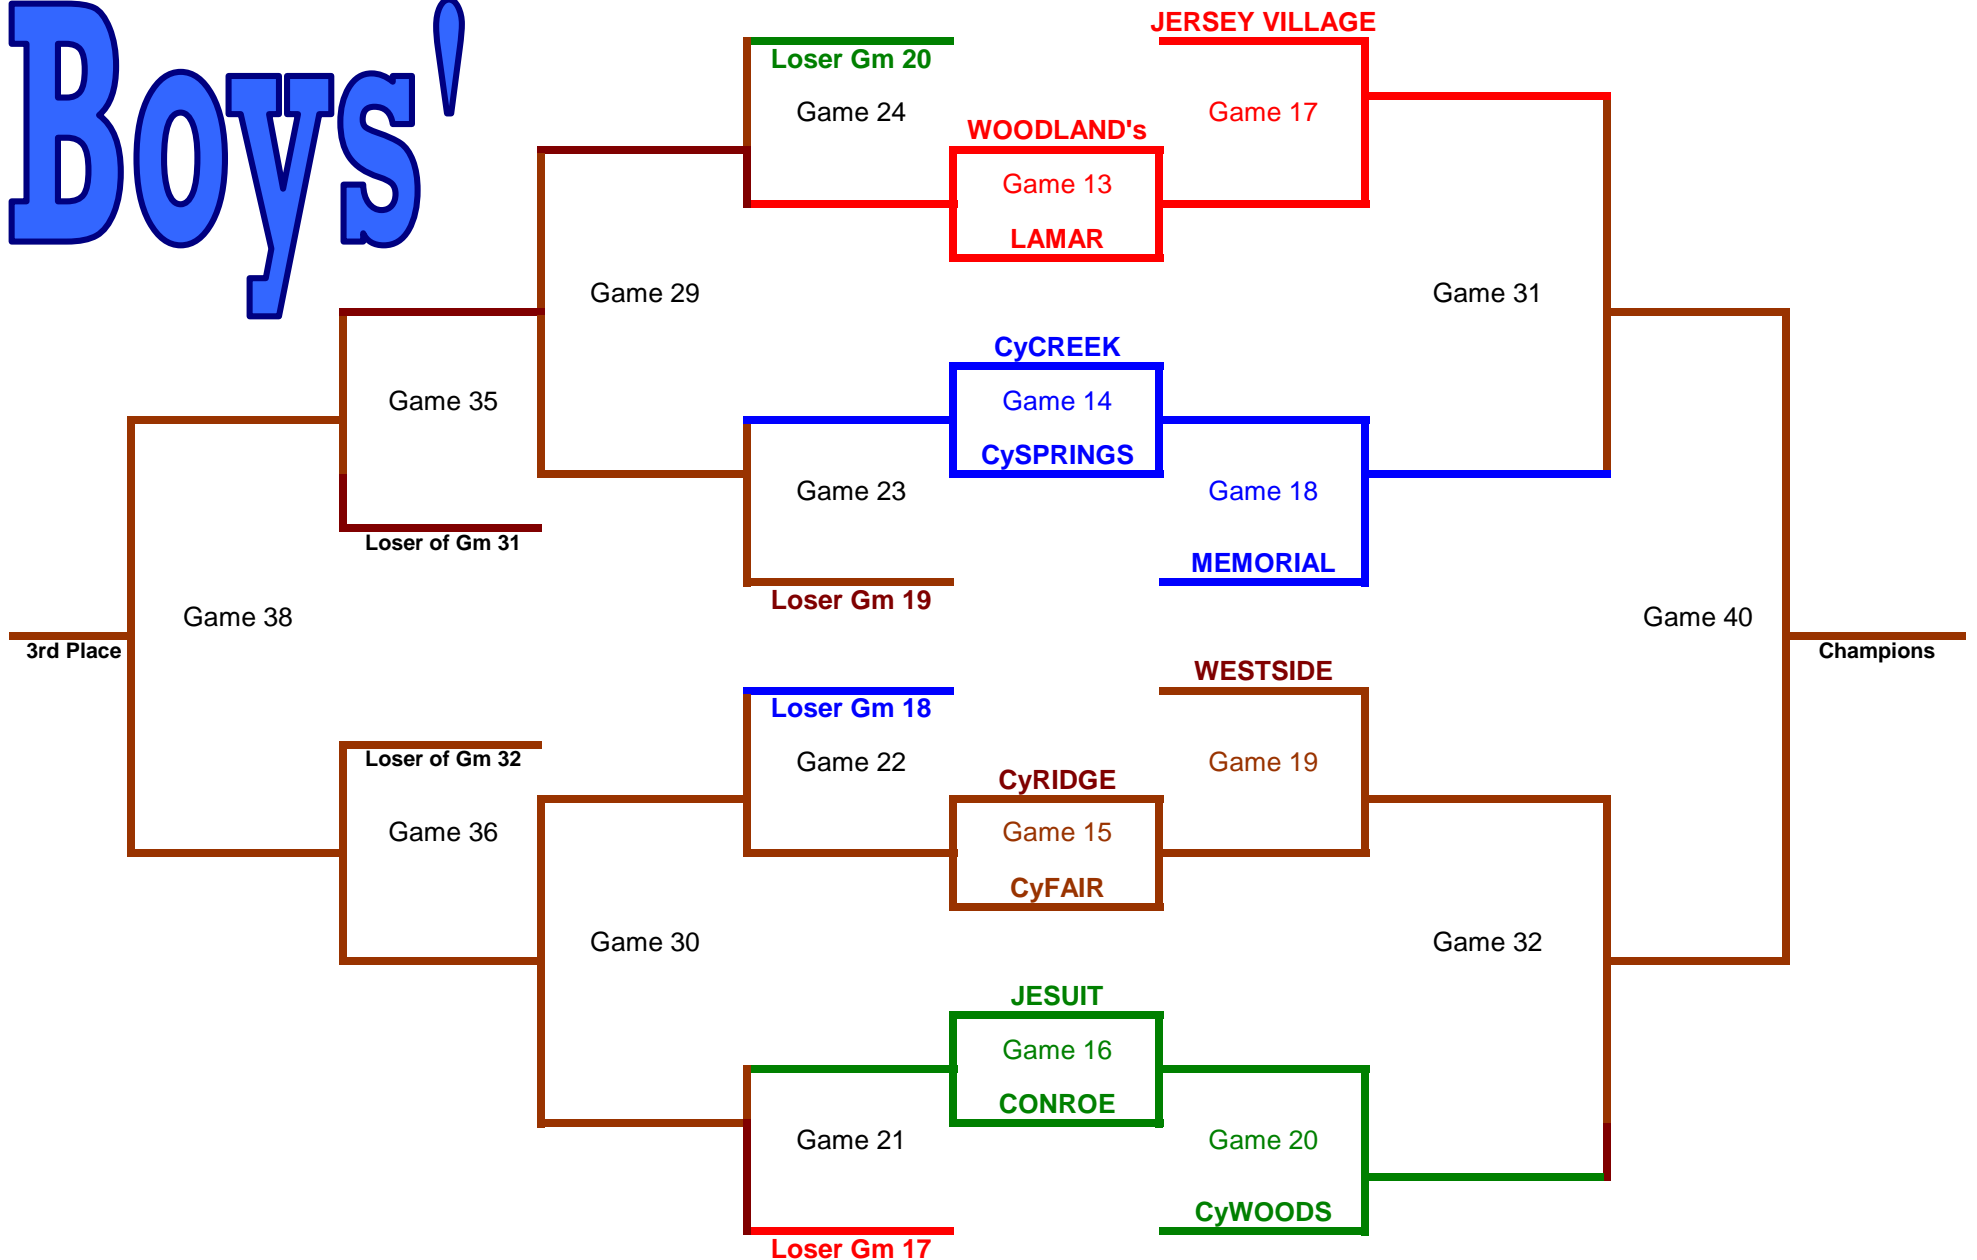 Boys'
JERSEY VILLAGE
Loser Gm 20
Game 24
Game 17
WOODLAND's
Game 13
LAMAR
Game 29
Game 31
CyCREEK
Game 35
Game 14
CySPRINGS
Game 23
Game 18
Loser of Gm 31
MEMORIAL
Loser Gm 19
Game 38
Game 40
3rd Place
Champions
WESTSIDE
Loser Gm 18
Loser of Gm 32
Game 22
Game 19
CyRIDGE
Game 36
Game 15
CyFAIR
Game 30
Game 32
JESUIT
Game 16
CONROE
Game 21
Game 20
CyWOODS
Loser Gm 17